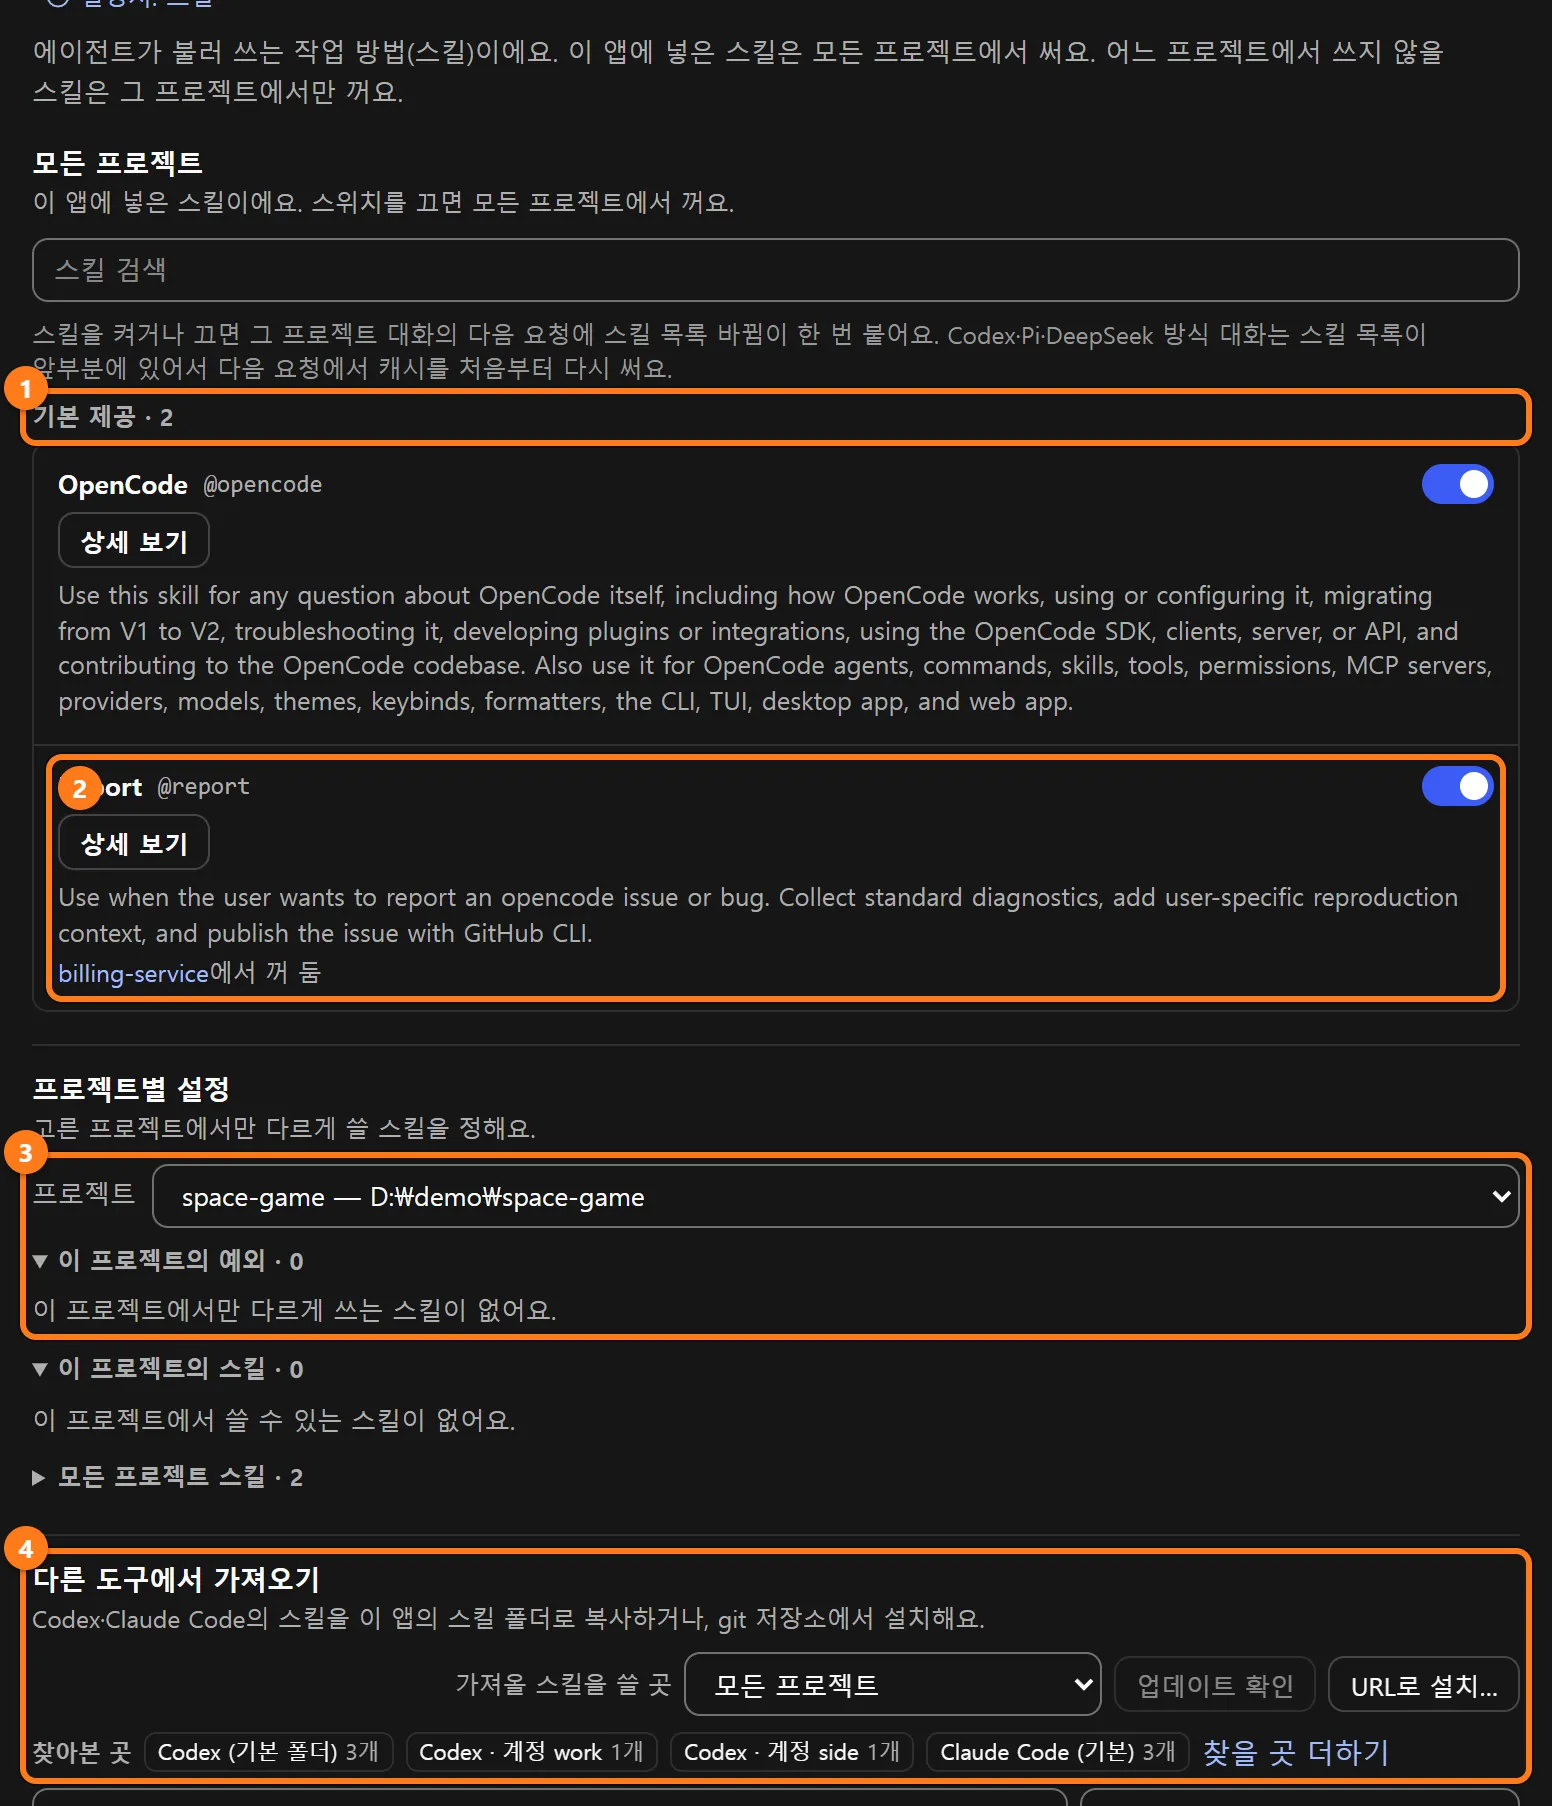 에이전트가 불러 쓰는 작업 방법(스킬)이에요. 이 앱에 넣은 스킬은 모든 프로젝트에서 써요. 어느 프로젝트에서 쓰지 않을
스킬은 그 프로젝트에서만 꺼요.
모든 프로젝트
이 앱에 넣은 스킬이에요. 스위치를 끄면 모든 프로젝트에서 꺼요.
스킬 검색
스킬을 켜거나 끄면 그 프로젝트 대화의 다음 요청에 스킬 목록 바뀜이 한 번 붙어요. Codex·Pi·DeepSeek 방식 대화는 스킬 목록이
앞부분에 있어서 다음 요청에서 캐시를 처음부터 다시 써요.
1
기본 제공 · 2
OpenCode @opencode
상세 보기
Use this skill for any question about OpenCode itself, including how OpenCode works, using or configuring it, migrating
from V1 to V2, troubleshooting it, developing plugins or integrations, using the OpenCode SDK, clients, server, or API, and
contributing to the OpenCode codebase. Also use it for OpenCode agents, commands, skills, tools, permissions, MCP servers,
providers, models, themes, keybinds, formatters, the CLI, TUI, desktop app, and web app.
2 port @report
상세 보기
Use when the user wants to report an opencode issue or bug. Collect standard diagnostics, add user-specific reproduction
context, and publish the issue with GitHub CLI.
billing-service에서 꺼 둠
프로젝트별 설정
고른 프로젝트에서만 다르게 쓸 스킬을 정해요.
3
프로젝트 space-game — D:₩demo₩space-game
▼ 이 프로젝트의 예외 · 0
이 프로젝트에서만 다르게 쓰는 스킬이 없어요.
▼ 이 프로젝트의 스킬 · 0
이 프로젝트에서 쓸 수 있는 스킬이 없어요.
▶ 모든 프로젝트 스킬 · 2
4
다른 도구에서 가져오기
Codex·Claude Code의 스킬을 이 앱의 스킬 폴더로 복사하거나, git 저장소에서 설치해요.
가져올 스킬을 쓸 곳 모든 프로젝트 업데이트 확인 URL로 설치...
찾아본 곳 Codex (기본 폴더) 3개 Codex · 계정 work 1개 Codex · 계정 side 1개 Claude Code (기본) 3개 찾을 곳 더하기